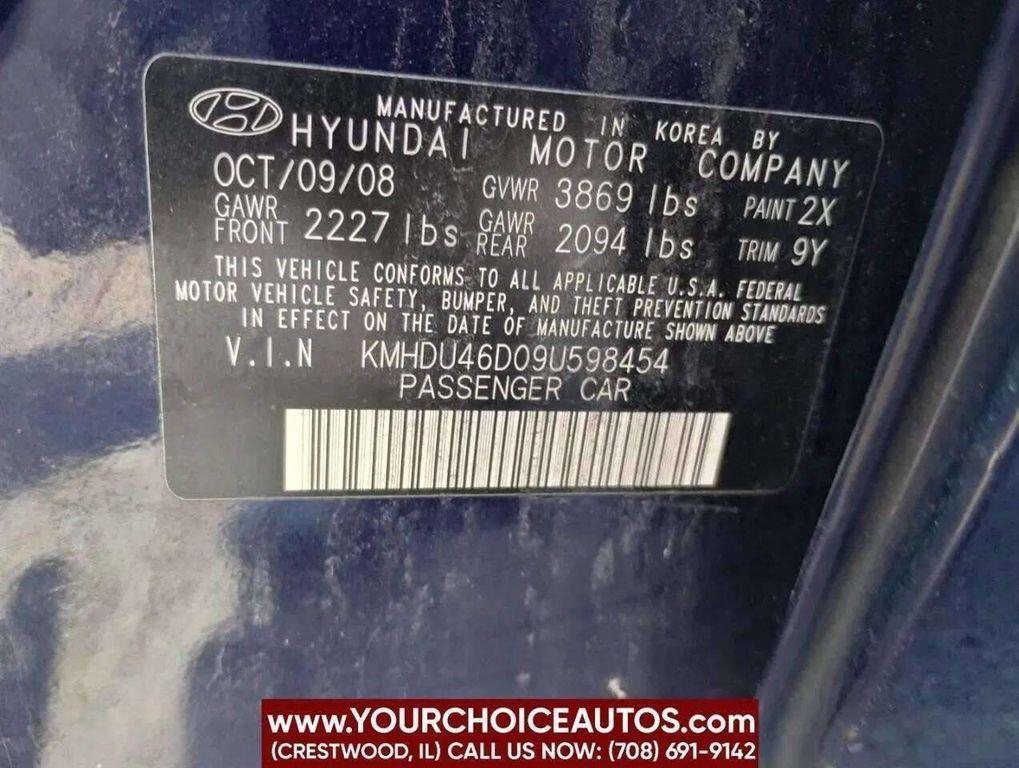 MANUFACTURED IN KOREA BY
HYUNDAI MOTOR COMPANY
OCT/09/08 GVWR 3869 lbs PAINT 2X
GAWR FRONT 2227 lbs GAWR REAR 2094 lbs TRIM 9Y
THIS VEHICLE CONFORMS TO ALL APPLICABLE U.S.A. FEDERAL
MOTOR VEHICLE SAFETY, BUMPER, AND THEFT PREVENTION STANDARDS
IN EFFECT ON THE DATE OF MANUFACTURE SHOWN ABOVE
V.I.N KMHDU46D09U598454
PASSENGER CAR
www.YOURCHOICEAUTOS.com
(CRESTWOOD, IL) CALL US NOW: (708) 691-9142